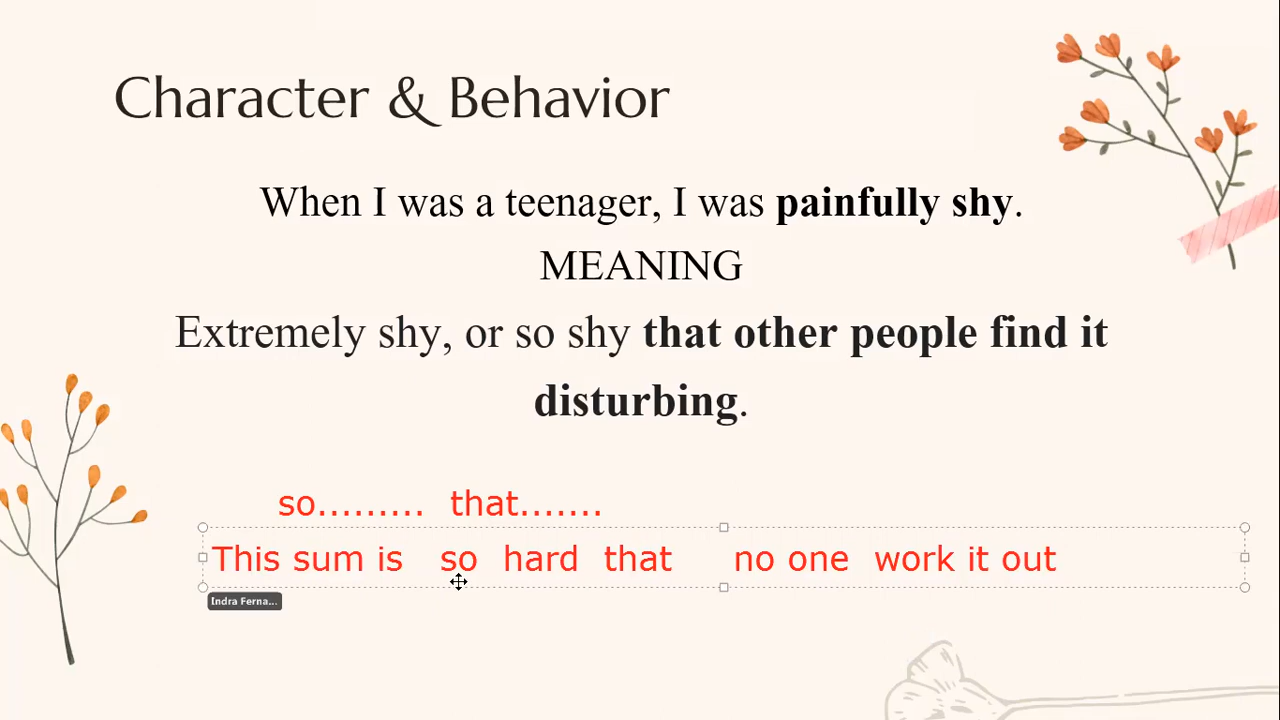 Character & Behavior
When I was a teenager, I was painfully shy.
MEANING
Extremely shy, or so shy that other people find it
disturbing.
so......... that.......
This sum is so hard that no one work it out
Indra Ferna...